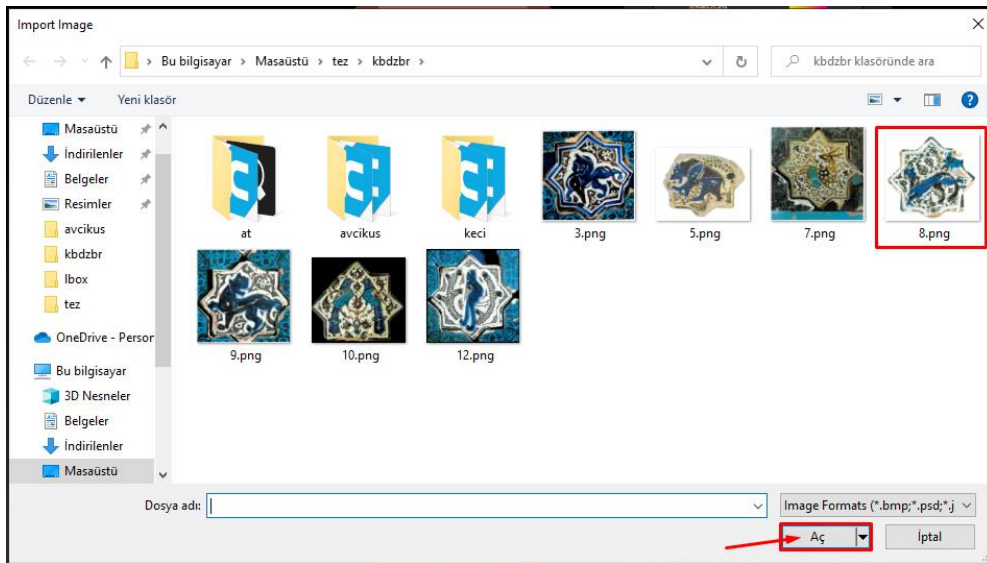 Import Image
Bu bilgisayar > Masaüstü > tez > kbdzbr >
kbdzbr klasöründe ara
Düzenle
Yeni klasör
Masaüstü
İndirilenler
Belgeler
Resimler
avcikus
kbdzbr
lbox
tez
OneDrive - Person
Bu bilgisayar
3D Nesneler
Belgeler
İndirilenler
Masaüstü
at
avcikus
keci
3.png
5.png
7.png
8.png
9.png
10.png
12.png
Dosya adı:
Image Formats (*.bmp;*.psd;*.j
Aç
İptal